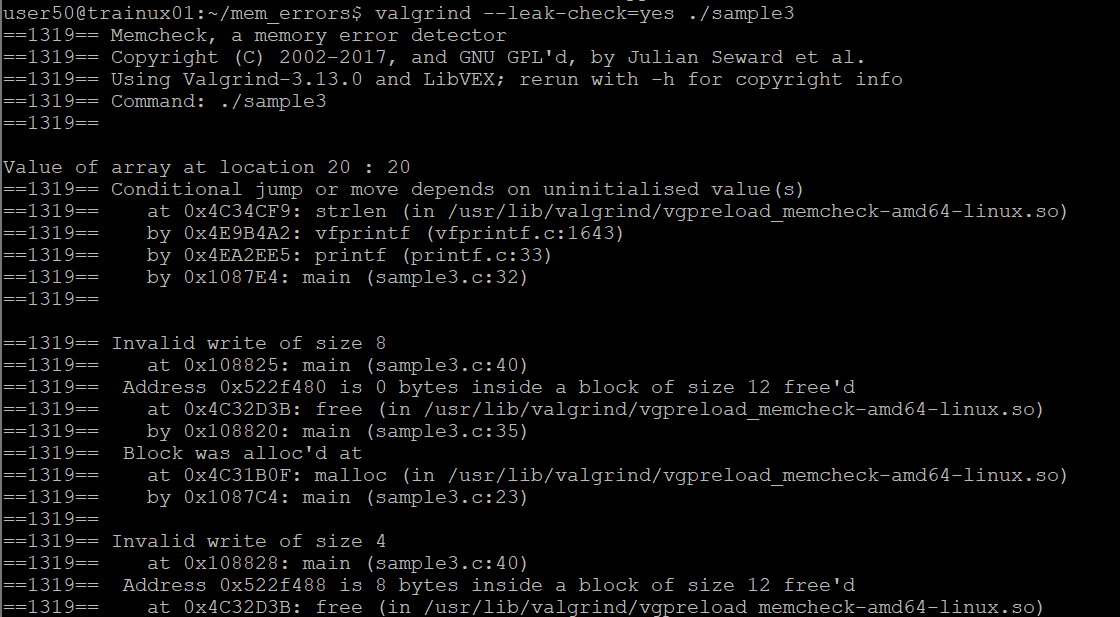 user50@trainux01:~/mem_errors$ valgrind --leak-check=yes ./sample3
==1319== Memcheck, a memory error detector
==1319== Copyright (C) 2002-2017, and GNU GPL'd, by Julian Seward et al.
==1319== Using Valgrind-3.13.0 and LibVEX; rerun with -h for copyright info
==1319== Command: ./sample3
==1319==
Value of array at location 20 : 20
==1319== Conditional jump or move depends on uninitialised value(s)
==1319==    at 0x4C34CF9: strlen (in /usr/lib/valgrind/vgpreload_memcheck-amd64-linux.so)
==1319==    by 0x4E9B4A2: vfprintf (vfprintf.c:1643)
==1319==    by 0x4EA2EE5: printf (printf.c:33)
==1319==    by 0x1087E4: main (sample3.c:32)
==1319==
==1319== Invalid write of size 8
==1319==    at 0x108825: main (sample3.c:40)
==1319==  Address 0x522f480 is 0 bytes inside a block of size 12 free'd
==1319==    at 0x4C32D3B: free (in /usr/lib/valgrind/vgpreload_memcheck-amd64-linux.so)
==1319==    by 0x108820: main (sample3.c:35)
==1319==  Block was alloc'd at
==1319==    at 0x4C31B0F: malloc (in /usr/lib/valgrind/vgpreload_memcheck-amd64-linux.so)
==1319==    by 0x1087C4: main (sample3.c:23)
==1319==
==1319== Invalid write of size 4
==1319==    at 0x108828: main (sample3.c:40)
==1319==  Address 0x522f488 is 8 bytes inside a block of size 12 free'd
==1319==    at 0x4C32D3B: free (in /usr/lib/valgrind/vgpreload_memcheck-amd64-linux.so)